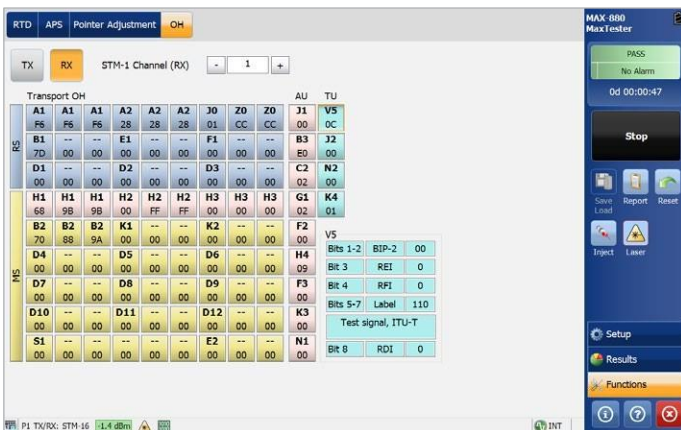 RTD APS Pointer Adjustment OH
TX RX STM-1 Channel (RX) - 1 +
Transport OH AU TU
A1 A1 A1 A2 A2 A2 J0 Z0 Z0 J1 V5
F6 F6 F6 28 28 28 01 CC CC 00 0C
B1 -- -- E1 -- -- F1 -- -- B3 J2
7D 00 00 00 00 00 00 00 00 E0 00
D1 -- -- D2 -- -- D3 -- -- C2 N2
00 00 00 00 00 00 00 00 00 02 00
H1 H1 H1 H2 H2 H2 H3 H3 H3 G1 K4
68 9B 9B 00 FF FF 00 00 00 02 01
B2 B2 B2 K1 -- -- K2 -- -- F2
70 88 9A 00 00 00 00 00 00 00
D4 -- -- D5 -- -- D6 -- -- H4
00 00 00 00 00 00 00 00 00 09
D7 -- -- D8 -- -- D9 -- -- F3
00 00 00 00 00 00 00 00 00 00
D10 -- -- D11 -- -- D12 -- -- K3
00 00 00 00 00 00 00 00 00 00
S1 -- -- -- -- -- E2 -- -- N1
00 00 00 00 00 00 00 00 00 00
RS
MS
V5
Bits 1-2 BIP-2 00
Bit 3 REI 0
Bit 4 RFI 0
Bits 5-7 Label 110
Test signal, ITU-T
Bit 8 RDI 0
P1 TX/RX: STM-16 -1.4 dBm INT
MAX-880
MaxTester
PASS
No Alarm
0d 00:00:47
Stop
Save
Load
Report Reset
Inject Laser
Setup
Results
Functions